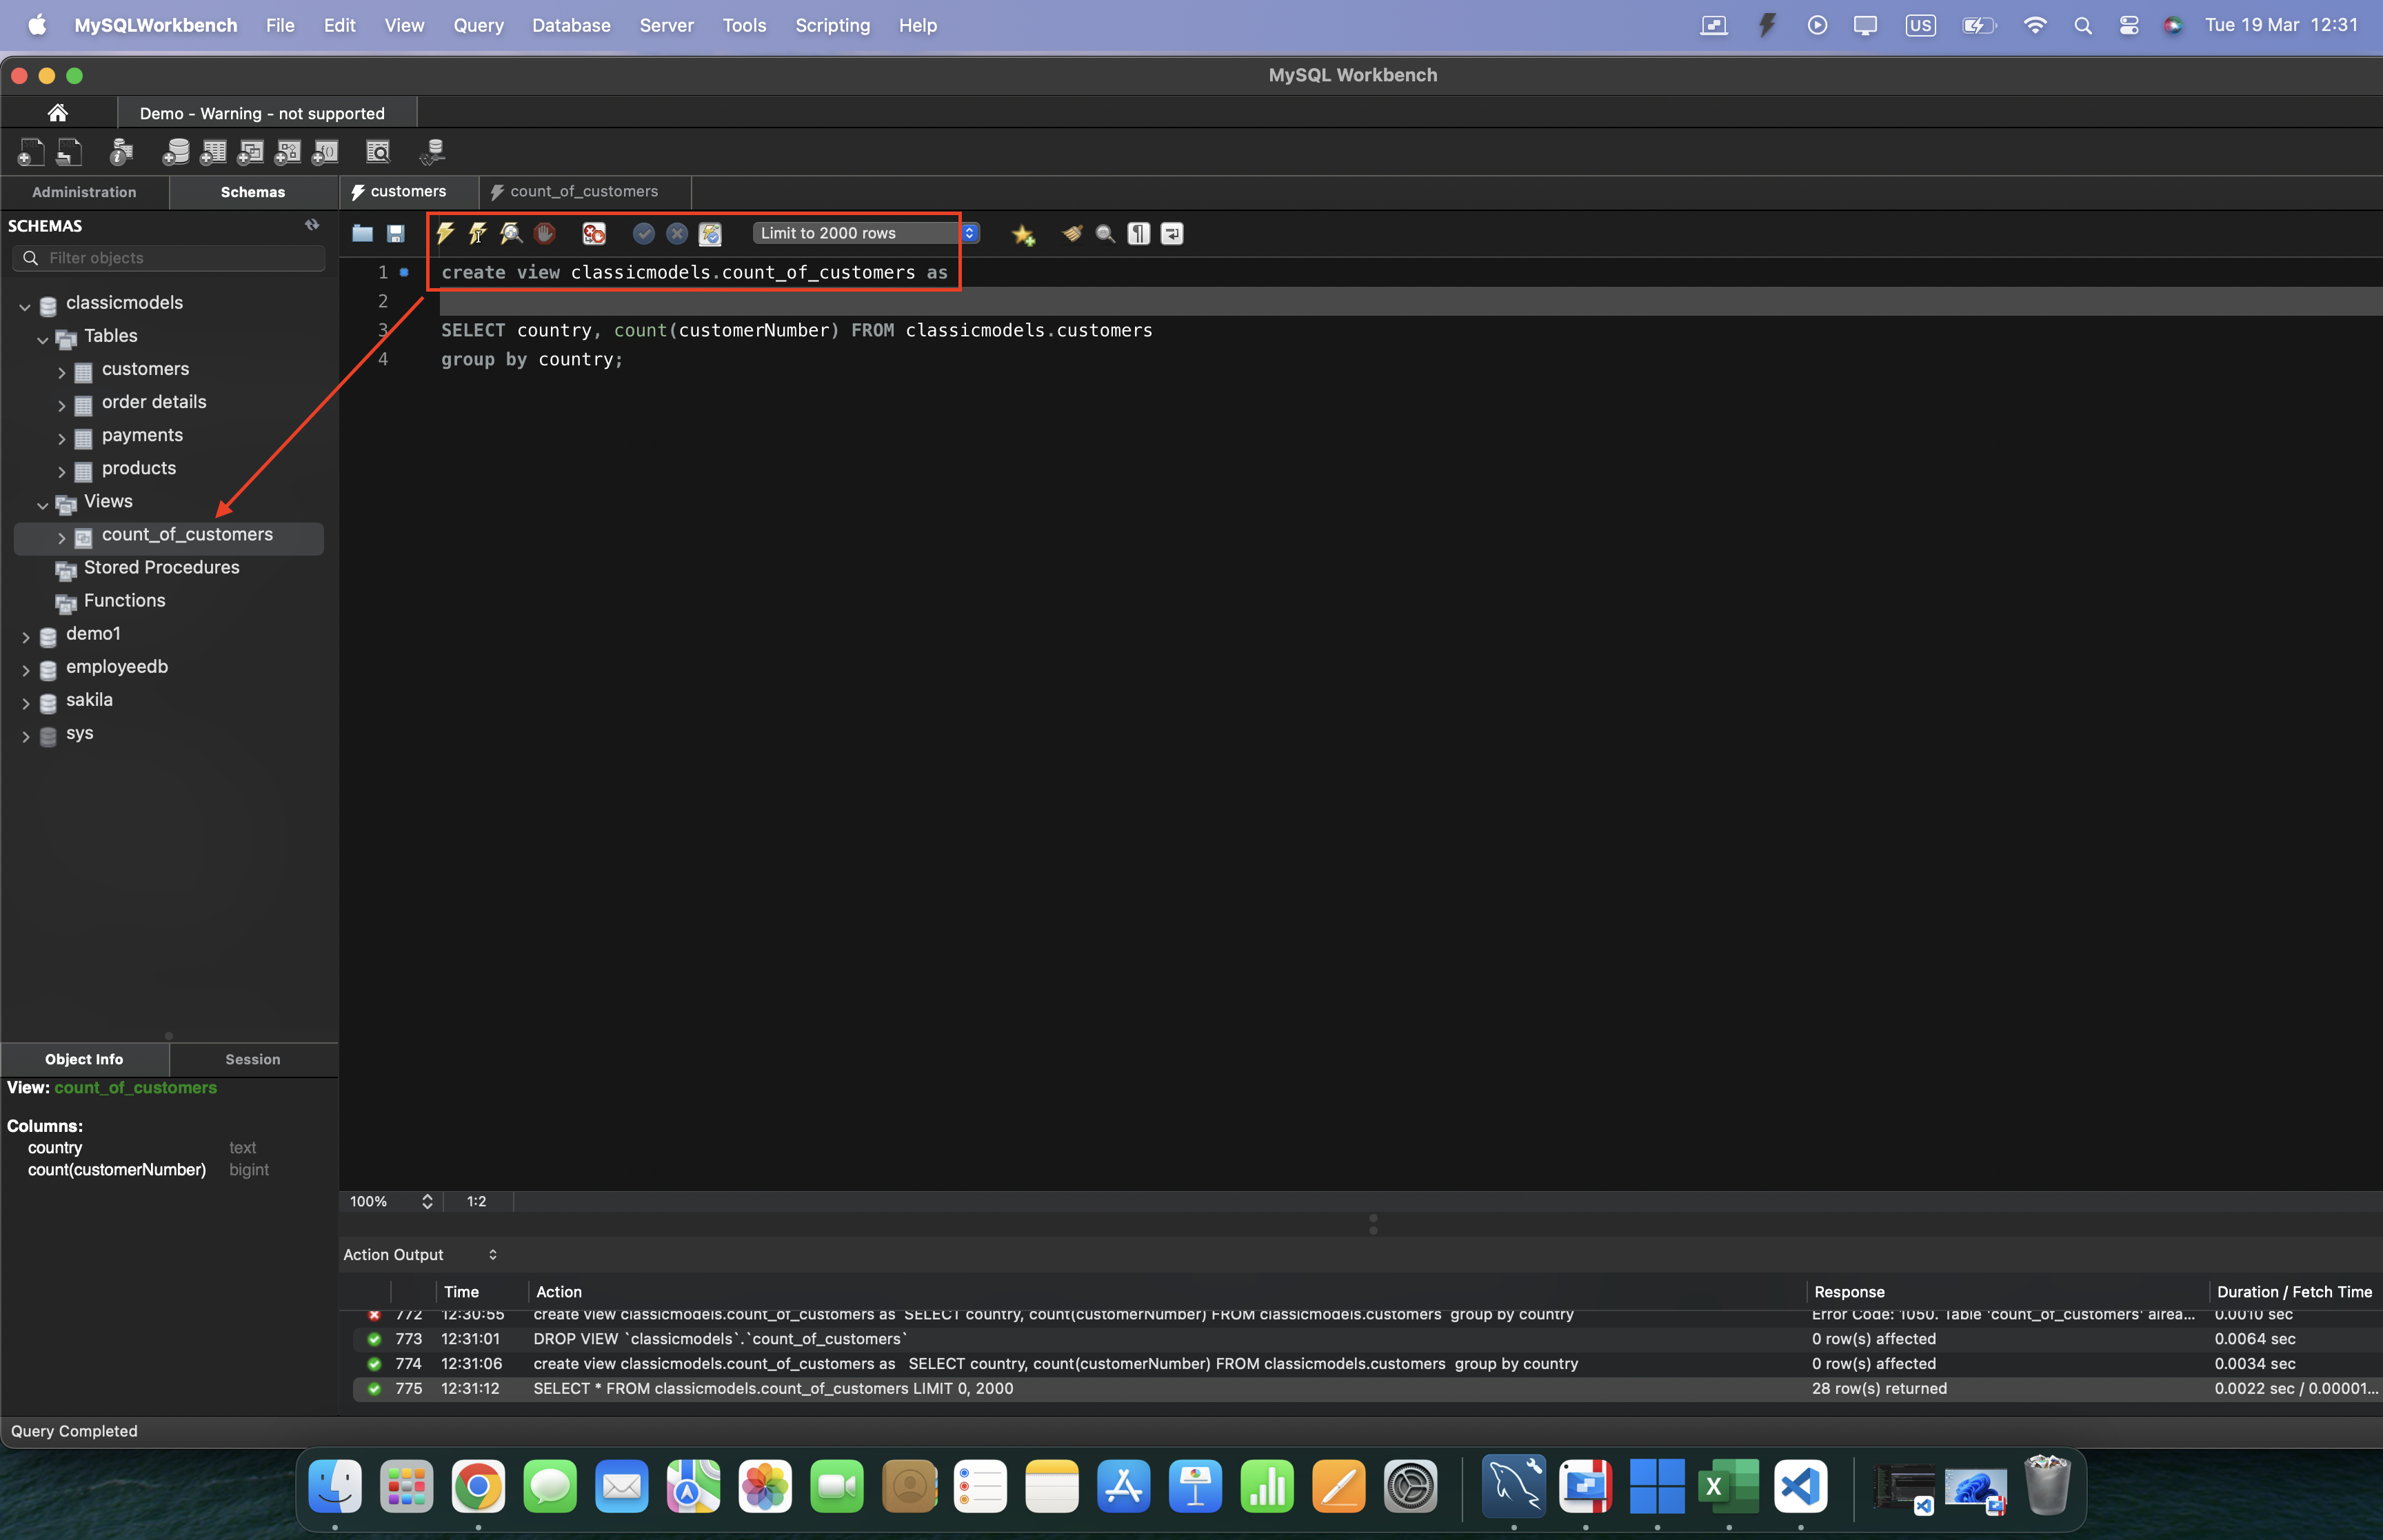 MySQLWorkbench File Edit View Query Database Server Tools Scripting Help US Tue 19 Mar 12:31
MySQL Workbench
Demo - Warning - not supported
Administration Schemas customers count_of_customers
SCHEMAS
Filter objects
Limit to 2000 rows
classicmodels
Tables
customers
order details
payments
products
Views
count_of_customers
Stored Procedures
Functions
demo1
employeedb
sakila
sys
1 create view classicmodels.count_of_customers as
2
3 SELECT country, count(customerNumber) FROM classicmodels.customers
4 group by country;
Object Info Session
View: count_of_customers
Columns:
country text
count(customerNumber) bigint
100% 1:2
Action Output
Time Action Response Duration / Fetch Time
772 12:30:55 create view classicmodels.count_of_customers as SELECT country, count(customerNumber) FROM classicmodels.customers group by country Error Code: 1050. Table 'count_of_customers' alrea... 0.0010 sec
773 12:31:01 DROP VIEW `classicmodels`.`count_of_customers` 0 row(s) affected 0.0064 sec
774 12:31:06 create view classicmodels.count_of_customers as SELECT country, count(customerNumber) FROM classicmodels.customers group by country 0 row(s) affected 0.0034 sec
775 12:31:12 SELECT * FROM classicmodels.count_of_customers LIMIT 0, 2000 28 row(s) returned 0.0022 sec / 0.00001...
Query Completed